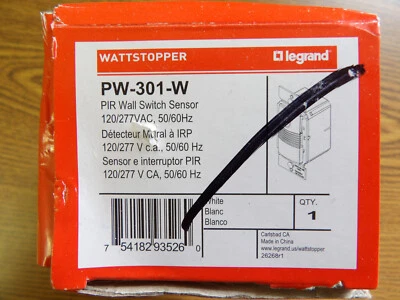 WATTSTOPPER
legrand
PW-301-W
PIR Wall Switch Sensor
120/277VAC, 50/60Hz
Détecteur Mural à IRP
120/277 V c.a., 50/60 Hz
Sensor e interruptor PIR
120/277 V CA, 50/60 Hz
White
Blanc
Blanco
QTY.
1
7 54182 93526 0
Carlsbad CA
Made in China
www.legrand.us/wattstopper
26268r1